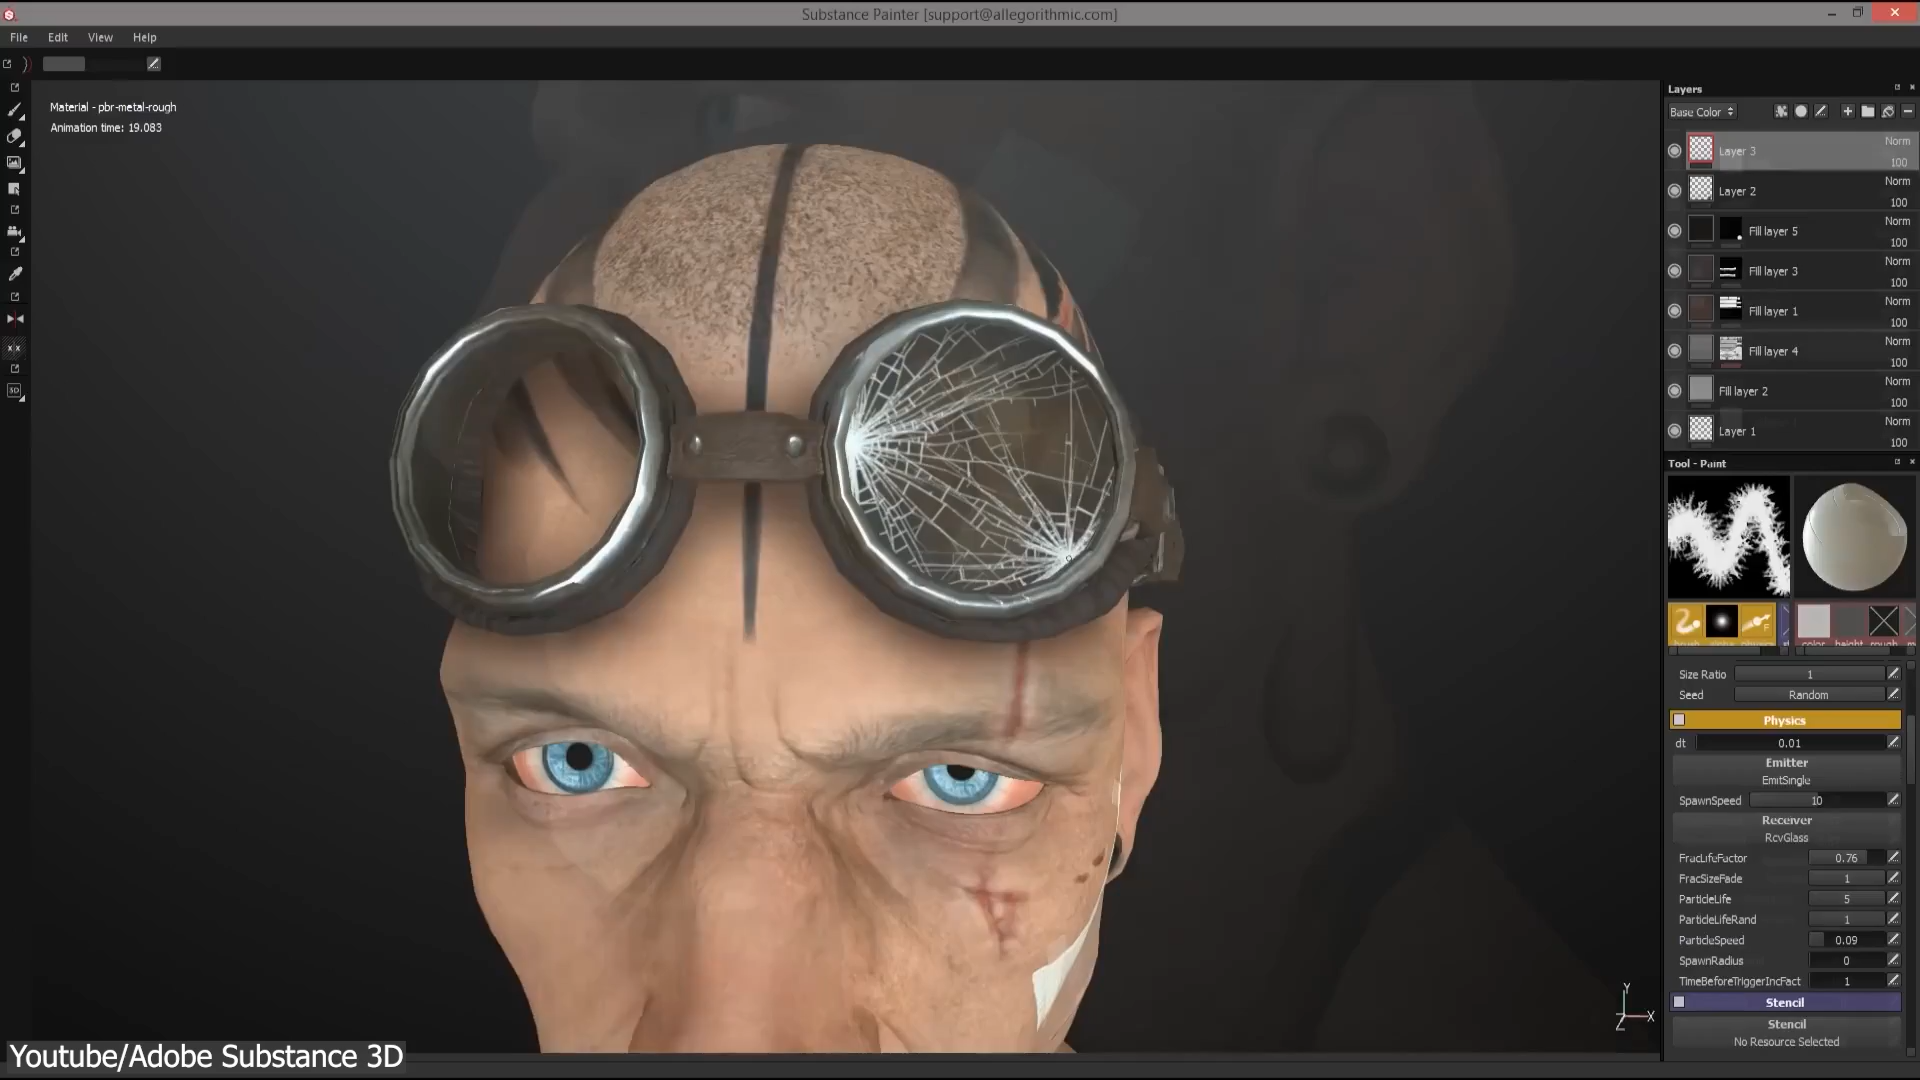 Substance Painter [support@allegorithmic.com]
File Edit View Help
Material - pbr-metal-rough
Animation time: 19.083
Layers
Base Color
Layer 3 Norm 100
Layer 2 Norm 100
Fill layer 5 Norm 100
Fill layer 3 Norm 100
Fill layer 1 Norm 100
Fill layer 4 Norm 100
Fill layer 2 Norm 100
Layer 1 Norm 100
Tool - Paint
color height rough
Size Ratio 1
Seed Random
Physics
dt 0.01
Emitter
EmitSingle
SpawnSpeed 10
Receiver
RcvGlass
FracLifeFactor 0.76
FracSizeFade 1
ParticleLife 5
ParticleLifeRand 1
ParticleSpeed 0.09
SpawnRadius 0
TimeBeforeTriggerIncFact 1
Stencil
Stencil
No Resource Selected
Y
X
Z
3D
Youtube/Adobe Substance 3D